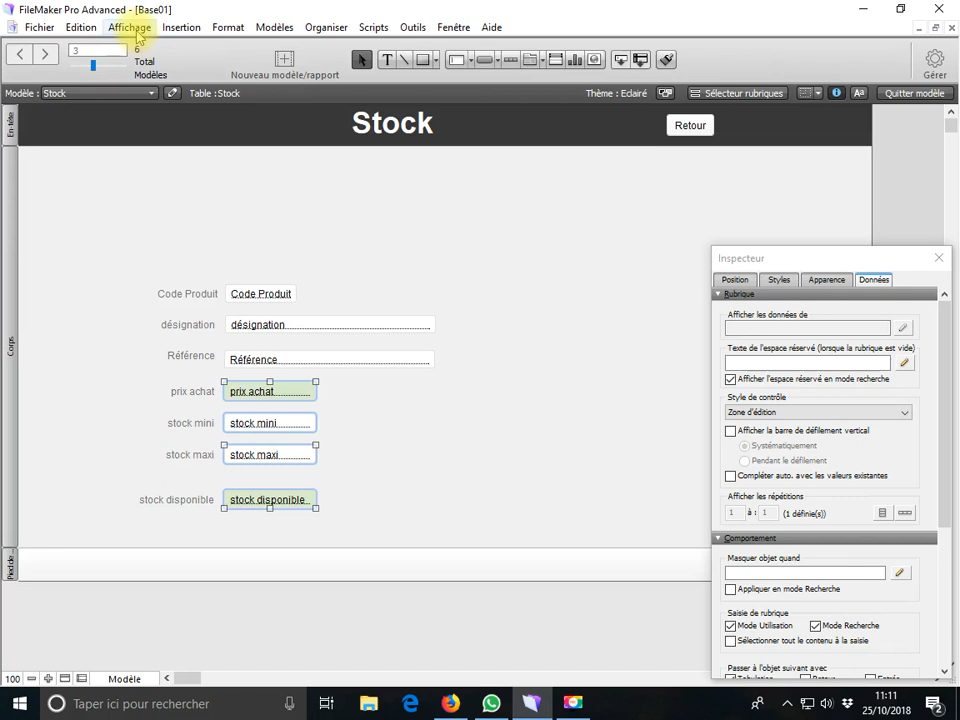 FileMaker Pro Advanced - [Base01]
Fichier Edition Affichage Insertion Format Modèles Organiser Scripts Outils Fenêtre Aide
3
6
Total
Modèles
Nouveau modèle/rapport
Gérer
Modèle : Stock
Table :Stock
Thème : Eclairé
Sélecteur rubriques
Aa
Quitter modèle
En-tête
Stock
Retour
Corps
Code Produit
Code Produit
désignation
désignation
Référence
Référence
prix achat
prix achat
stock mini
stock mini
stock maxi
stock maxi
stock disponible
stock disponible
Pied de...
Inspecteur
Position Styles Apparence Données
Rubrique
Afficher les données de
Texte de l'espace réservé (lorsque la rubrique est vide)
Afficher l'espace réservé en mode recherche
Style de contrôle
Zone d'édition
Afficher la barre de défilement vertical
Systématiquement
Pendant le défilement
Compléter auto. avec les valeurs existantes
Afficher les répétitions
1 à : 1 (1 définie(s))
Comportement
Masquer objet quand
Appliquer en mode Recherche
Saisie de rubrique
Mode Utilisation
Mode Recherche
Sélectionner tout le contenu à la saisie
Passer à l'objet suivant avec
100
Modèle
Taper ici pour rechercher
11:11
25/10/2018
2